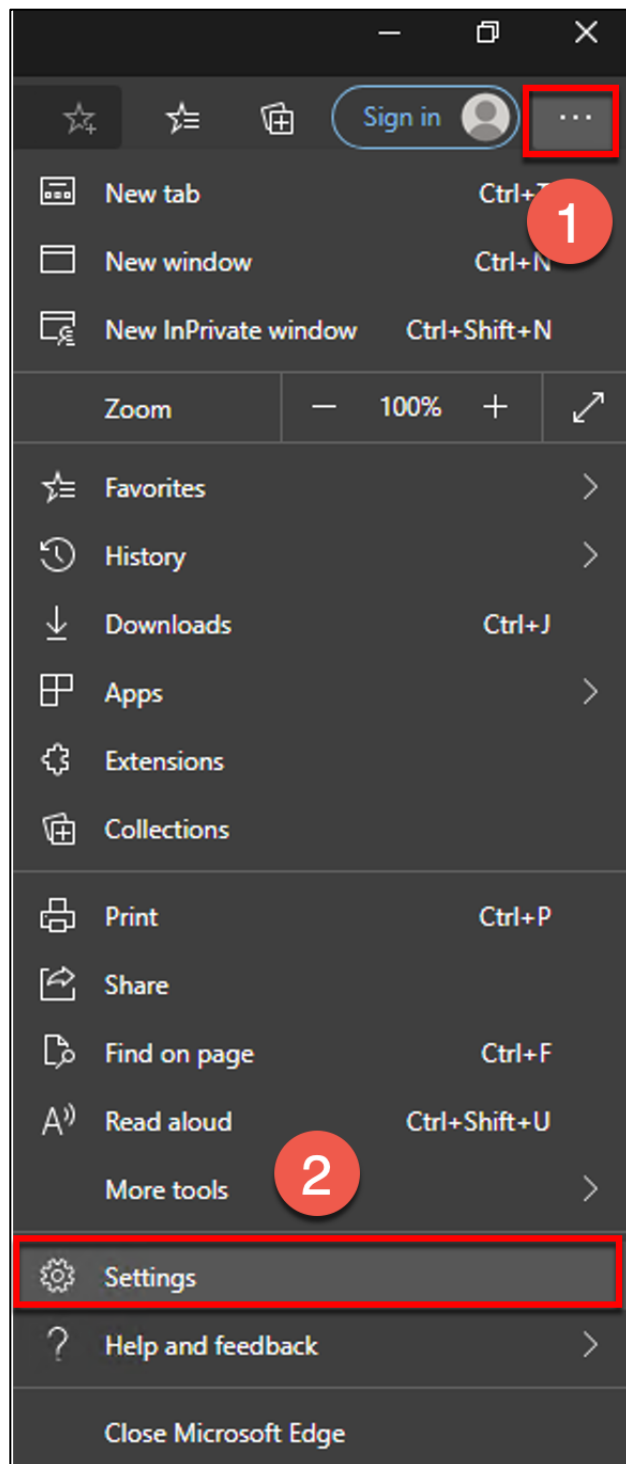 Sign in
...
New tab Ctrl+T
1
New window Ctrl+N
New InPrivate window Ctrl+Shift+N
Zoom — 100% +
Favorites
History
Downloads Ctrl+J
Apps
Extensions
Collections
Print Ctrl+P
Share
Find on page Ctrl+F
Read aloud Ctrl+Shift+U
2
More tools
Settings
Help and feedback
Close Microsoft Edge